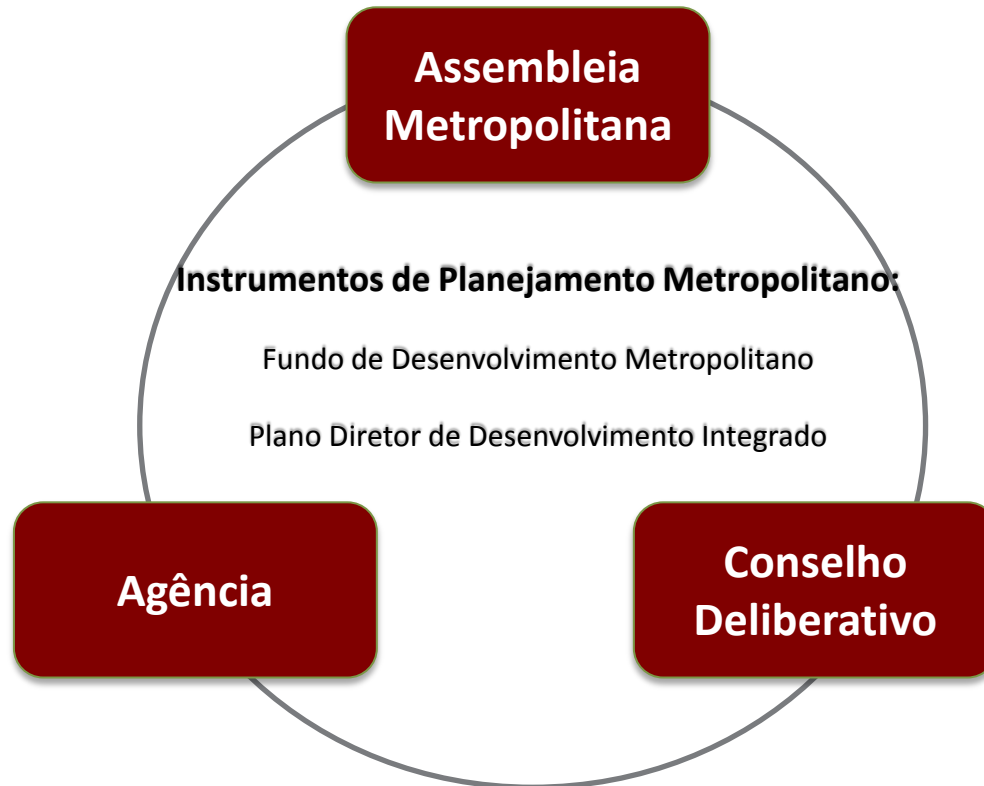 Assembleia
Metropolitana
Instrumentos de Planejamento Metropolitano:
Fundo de Desenvolvimento Metropolitano
Plano Diretor de Desenvolvimento Integrado
Agência
Conselho
Deliberativo